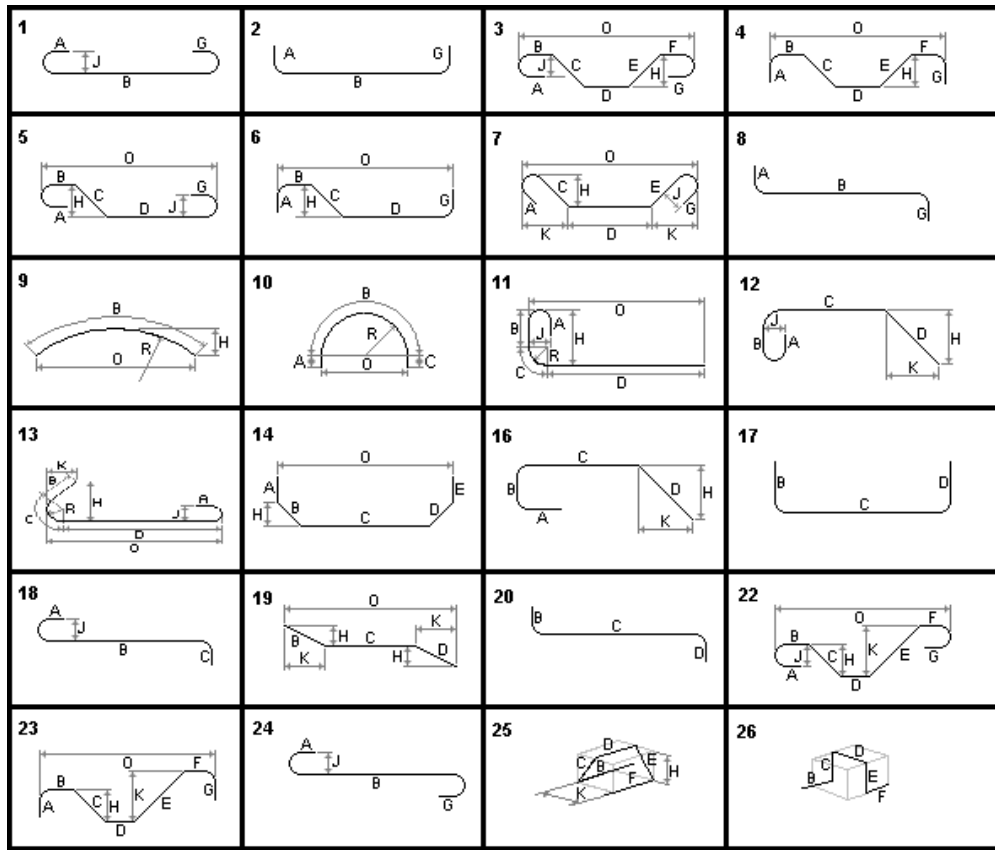 1 A J G B
2 A G B
3 O B F J C E H A D G
4 O B F A C E H G D
5 O B G A H C D J
6 O B A H C D G
7 O C H E J A G K D K
8 A B G
9 B R H O
10 B R A O C
11 O B J A H R C D
12 C J B A D H K
13 K B C R H A J D O
14 O A E H B D C
16 C B D H A K
17 B D C
18 A J B C
19 O K H C B D H K
20 B C D
22 O F B J C H K E G A D
23 O F B C H K E G A D
24 A J B G
25 D C B E H F K
26 D C B E F